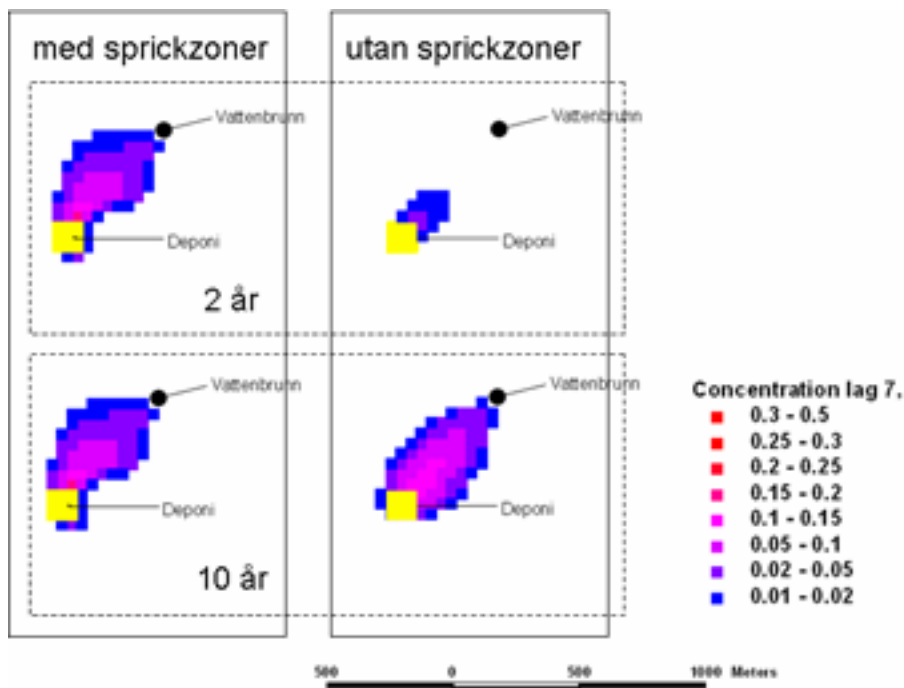 med sprickzoner
utan sprickzoner
Vattenbrunn
Vattenbrunn
Deponi
Deponi
2 år
Vattenbrunn
Vattenbrunn
Deponi
Deponi
10 år
Concentration lag 7.
0.3 - 0.5
0.25 - 0.3
0.2 - 0.25
0.15 - 0.2
0.1 - 0.15
0.05 - 0.1
0.02 - 0.05
0.01 - 0.02
500 0 500 1000 Meters